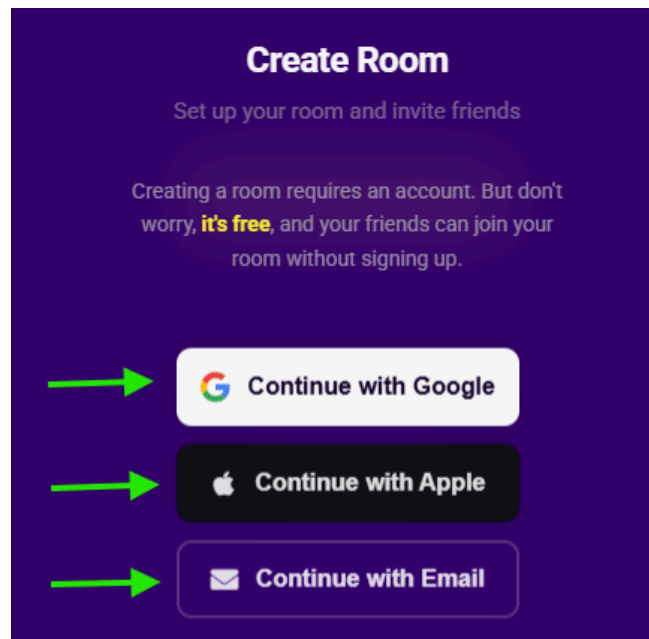 Create Room
Set up your room and invite friends
Creating a room requires an account. But don't
worry, it's free, and your friends can join your
room without signing up.
Continue with Google
Continue with Apple
Continue with Email